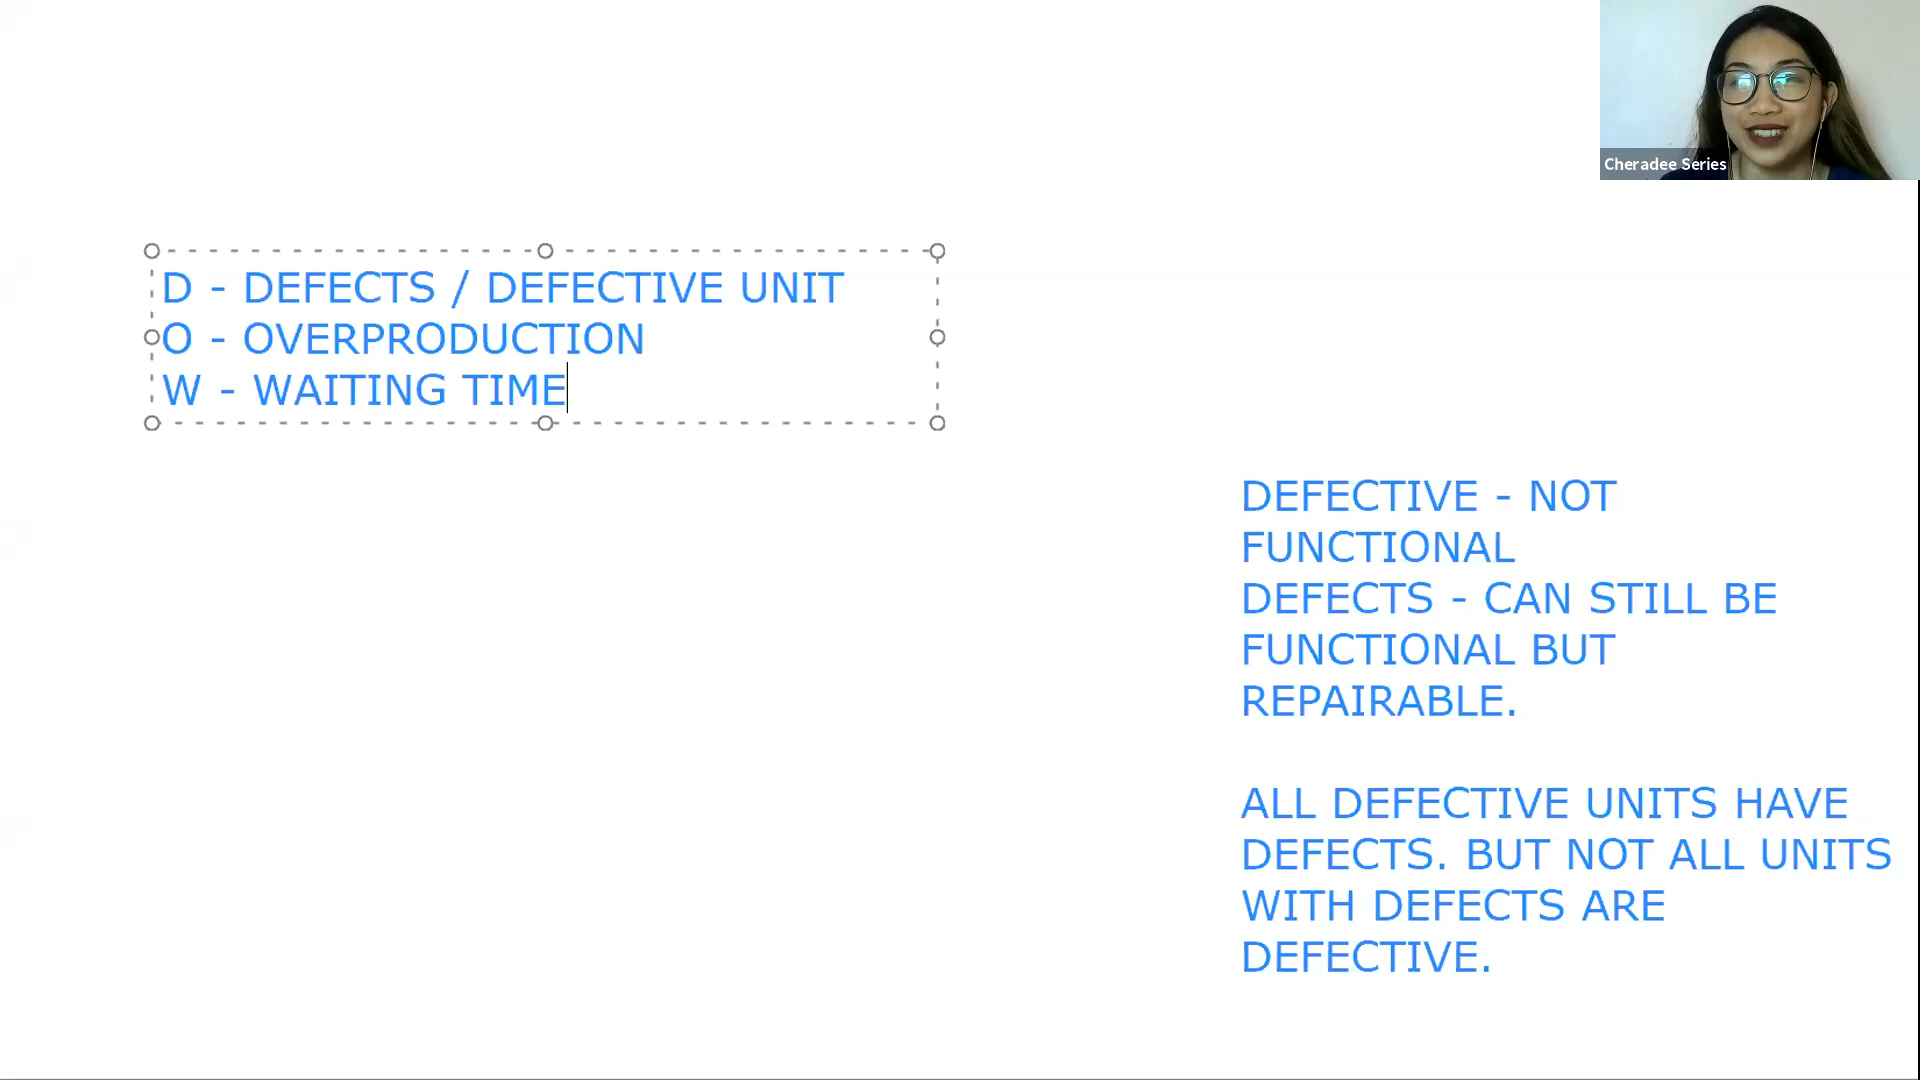 Cheradee Series
D - DEFECTS / DEFECTIVE UNIT
O - OVERPRODUCTION
W - WAITING TIME
DEFECTIVE - NOT
FUNCTIONAL
DEFECTS - CAN STILL BE
FUNCTIONAL BUT
REPAIRABLE.
ALL DEFECTIVE UNITS HAVE
DEFECTS. BUT NOT ALL UNITS
WITH DEFECTS ARE
DEFECTIVE.